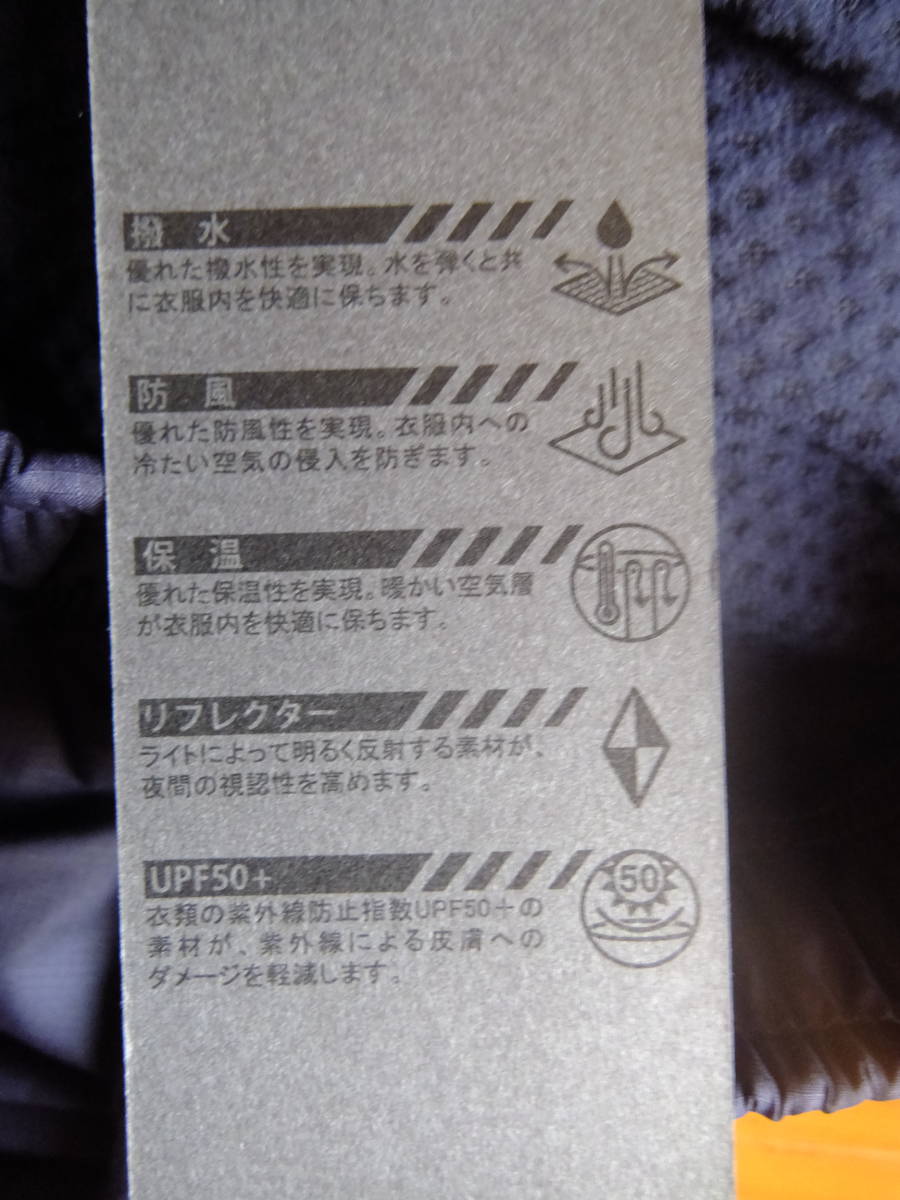 撥 水
優れた撥水性を実現。水を弾くと共
に衣服内を快適に保ちます。
防 風
優れた防風性を実現。衣服内への
冷たい空気の侵入を防ぎます。
保 温
優れた保温性を実現。暖かい空気層
が衣服内を快適に保ちます。
リフレクター
ライトによって明るく反射する素材が、
夜間の視認性を高めます。
UPF50+
50
衣類の紫外線防止指数UPF50+の
素材が、紫外線による皮膚への
ダメージを軽減します。